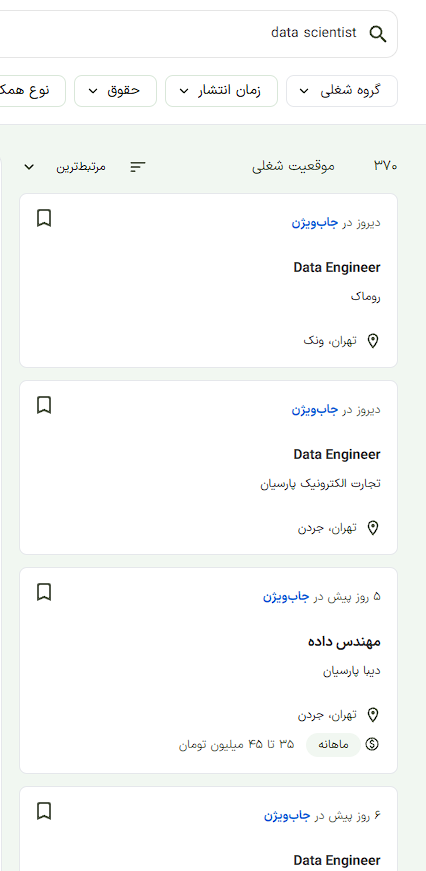 data scientist
گروه شغلی
زمان انتشار
حقوق
نوع همک
۳۷۰ موقعیت شغلی
مرتبط‌ترین
دیروز در جاب‌ویژن
Data Engineer
روماک
تهران، ونک
دیروز در جاب‌ویژن
Data Engineer
تجارت الکترونیک پارسیان
تهران، جردن
۵ روز پیش در جاب‌ویژن
مهندس داده
دیبا پارسیان
تهران، جردن
ماهانه ۳۵ تا ۴۵ میلیون تومان
۶ روز پیش در جاب‌ویژن
Data Engineer